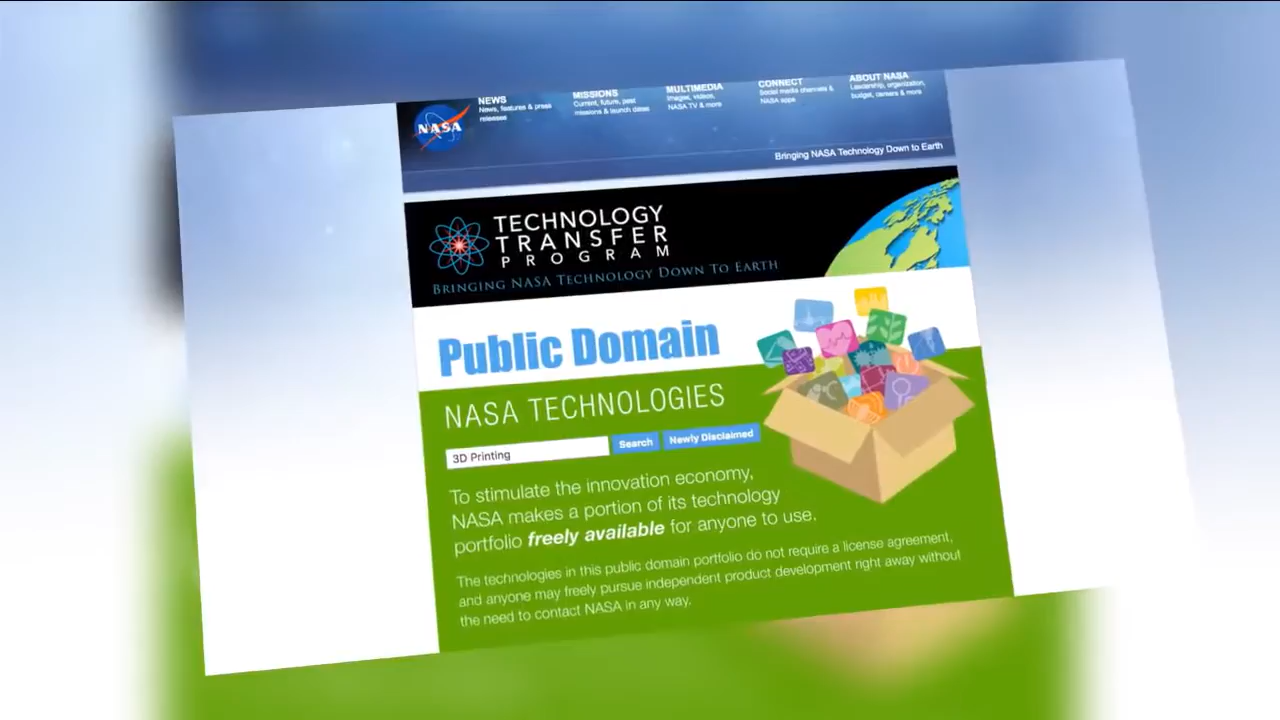 NASA
NEWS
News, features & press
releases
MISSIONS
Current, future, past
missions & launch dates
MULTIMEDIA
Images, videos,
NASA TV & more
CONNECT
Social media channels &
NASA apps
ABOUT NASA
Leadership, organization,
budget, careers & more
Bringing NASA Technology Down to Earth
TECHNOLOGY
TRANSFER
PROGRAM
BRINGING NASA TECHNOLOGY DOWN TO EARTH
Public Domain
NASA TECHNOLOGIES
3D Printing Search Newly Disclaimed
To stimulate the innovation economy,
NASA makes a portion of its technology
portfolio freely available for anyone to use.
The technologies in this public domain portfolio do not require a license agreement,
and anyone may freely pursue independent product development right away without
the need to contact NASA in any way.